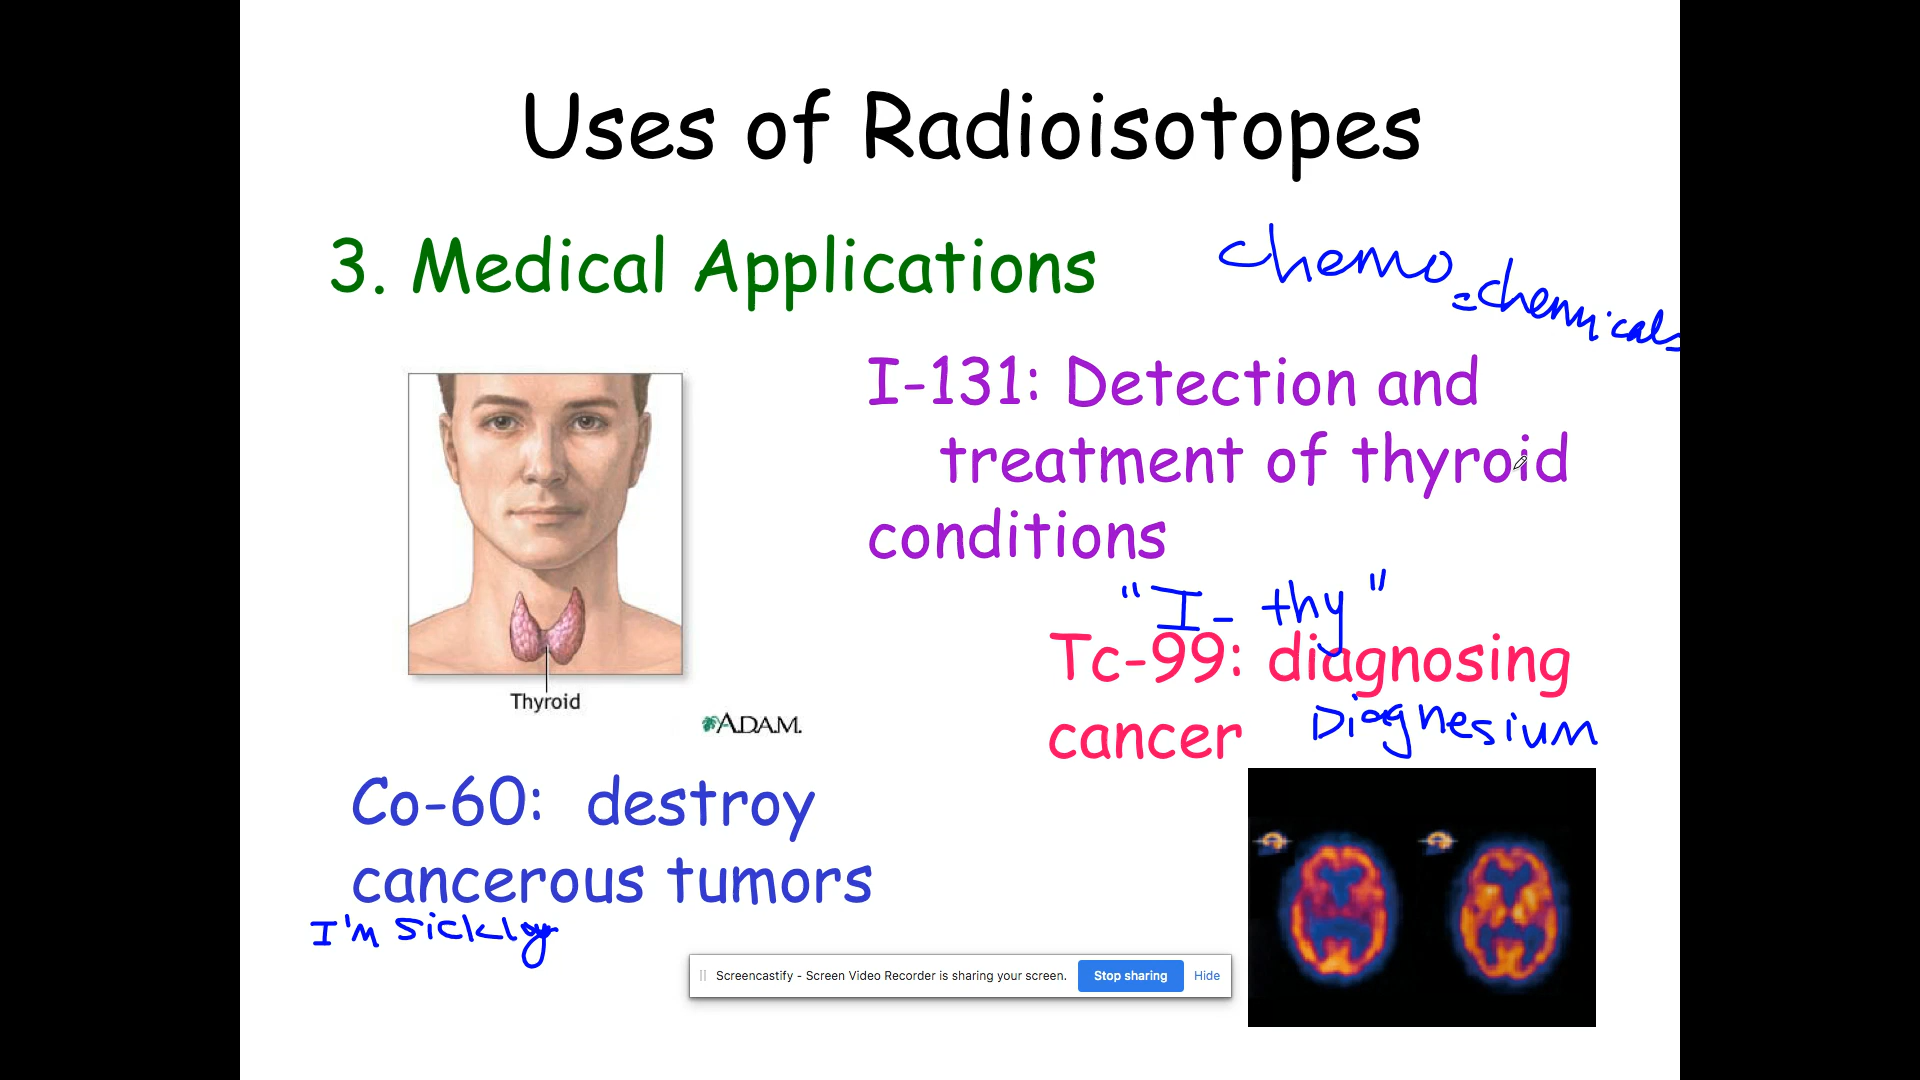 Uses of Radioisotopes
3. Medical Applications
chemo
=chemicals
I-131: Detection and
treatment of thyroid
conditions
"I- thy"
Tc-99: diagnosing
cancer
Diagnesium
Thyroid
A.D.A.M.
Co-60: destroy
cancerous tumors
I'm sickly
Screencastify - Screen Video Recorder is sharing your screen. Stop sharing Hide